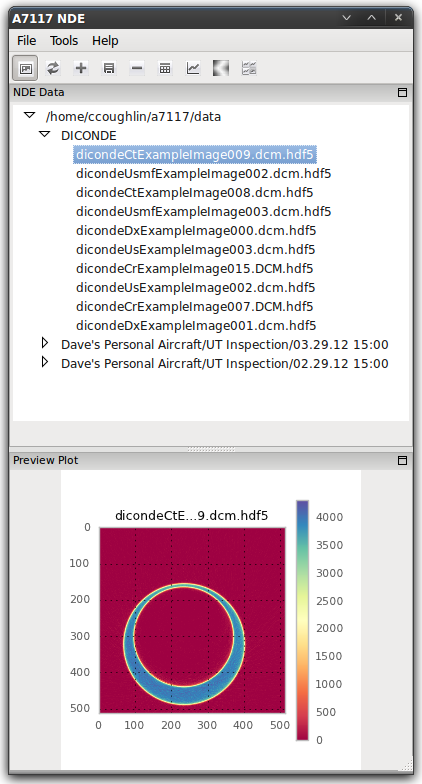 A7117 NDE
File Tools Help
NDE Data
/home/ccoughlin/a7117/data
DICONDE
dicondeCtExampleImage009.dcm.hdf5
dicondeUsmfExampleImage002.dcm.hdf5
dicondeCtExampleImage008.dcm.hdf5
dicondeUsmfExampleImage003.dcm.hdf5
dicondeDxExampleImage000.dcm.hdf5
dicondeUsExampleImage003.dcm.hdf5
dicondeCrExampleImage015.DCM.hdf5
dicondeUsExampleImage002.dcm.hdf5
dicondeCrExampleImage007.DCM.hdf5
dicondeDxExampleImage001.dcm.hdf5
Dave's Personal Aircraft/UT Inspection/03.29.12 15:00
Dave's Personal Aircraft/UT Inspection/02.29.12 15:00
Preview Plot
dicondeCtE...9.dcm.hdf5
0
100
200
300
400
500
0 100 200 300 400 500
4000
3500
3000
2500
2000
1500
1000
500
0